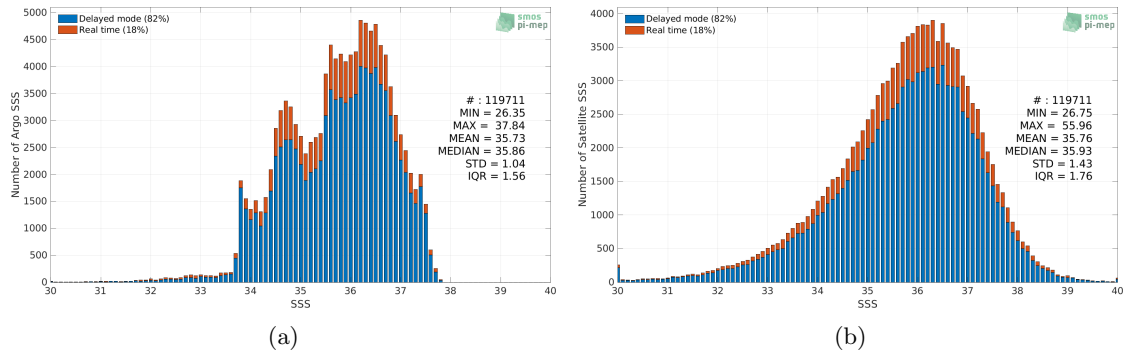 Delayed mode (82%)
Real time (18%)
smos
pi-mep
5000
4500
4000
3500
3000
2500
2000
1500
1000
500
0
Number of Argo SSS
# : 119711
MIN = 26.35
MAX = 37.84
MEAN = 35.73
MEDIAN = 35.86
STD = 1.04
IQR = 1.56
30 31 32 33 34 35 36 37 38 39 40
SSS
(a)
Delayed mode (82%)
Real time (18%)
smos
pi-mep
4000
3500
3000
2500
2000
1500
1000
500
0
Number of Satellite SSS
# : 119711
MIN = 26.75
MAX = 55.96
MEAN = 35.76
MEDIAN = 35.93
STD = 1.43
IQR = 1.76
30 31 32 33 34 35 36 37 38 39 40
SSS
(b)